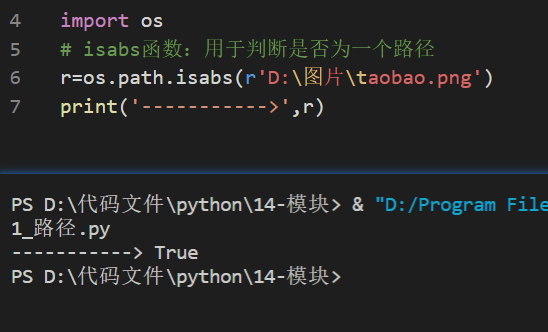 4 import os
5 # isabs函数：用于判断是否为一个路径
6 r=os.path.isabs(r'D:\图片\taobao.png')
7 print('----------->',r)
PS D:\代码文件\python\14-模块> & "D:/Program File
1_路径.py
-----------> True
PS D:\代码文件\python\14-模块>